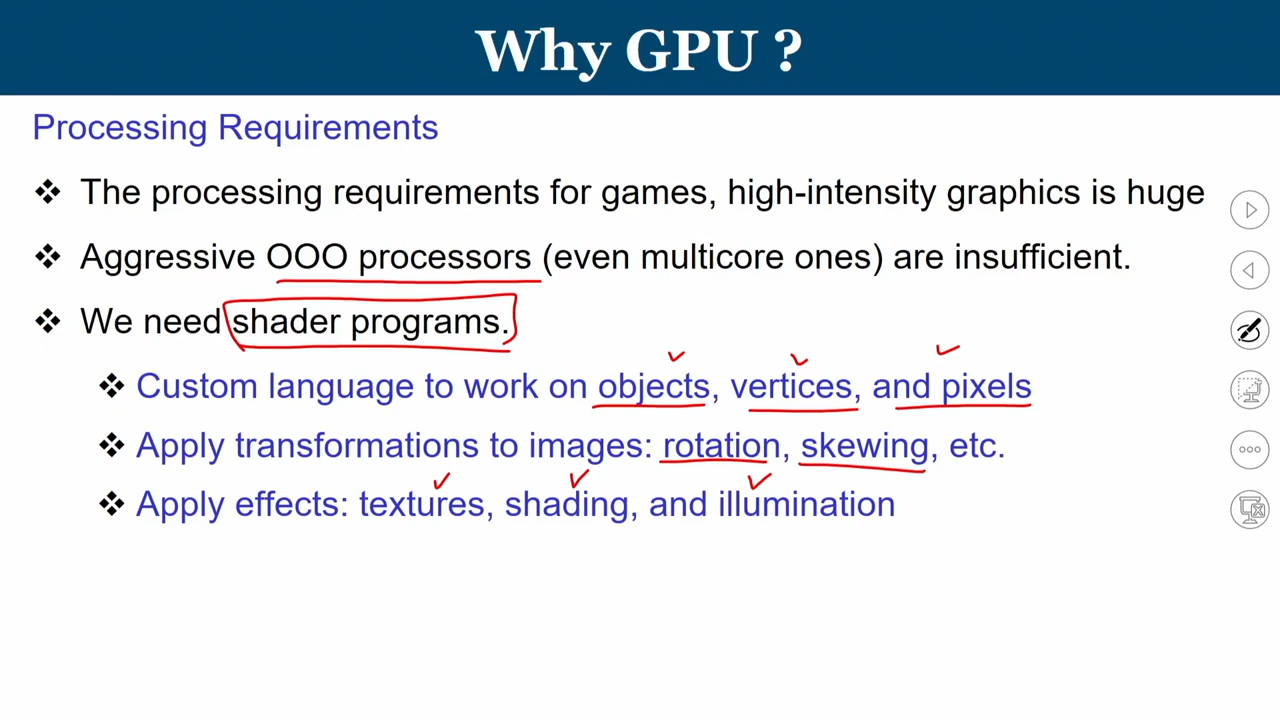 Why GPU ?
Processing Requirements
❖ The processing requirements for games, high-intensity graphics is huge
❖ Aggressive OOO processors (even multicore ones) are insufficient.
❖ We need shader programs.
❖ Custom language to work on objects, vertices, and pixels
❖ Apply transformations to images: rotation, skewing, etc.
❖ Apply effects: textures, shading, and illumination